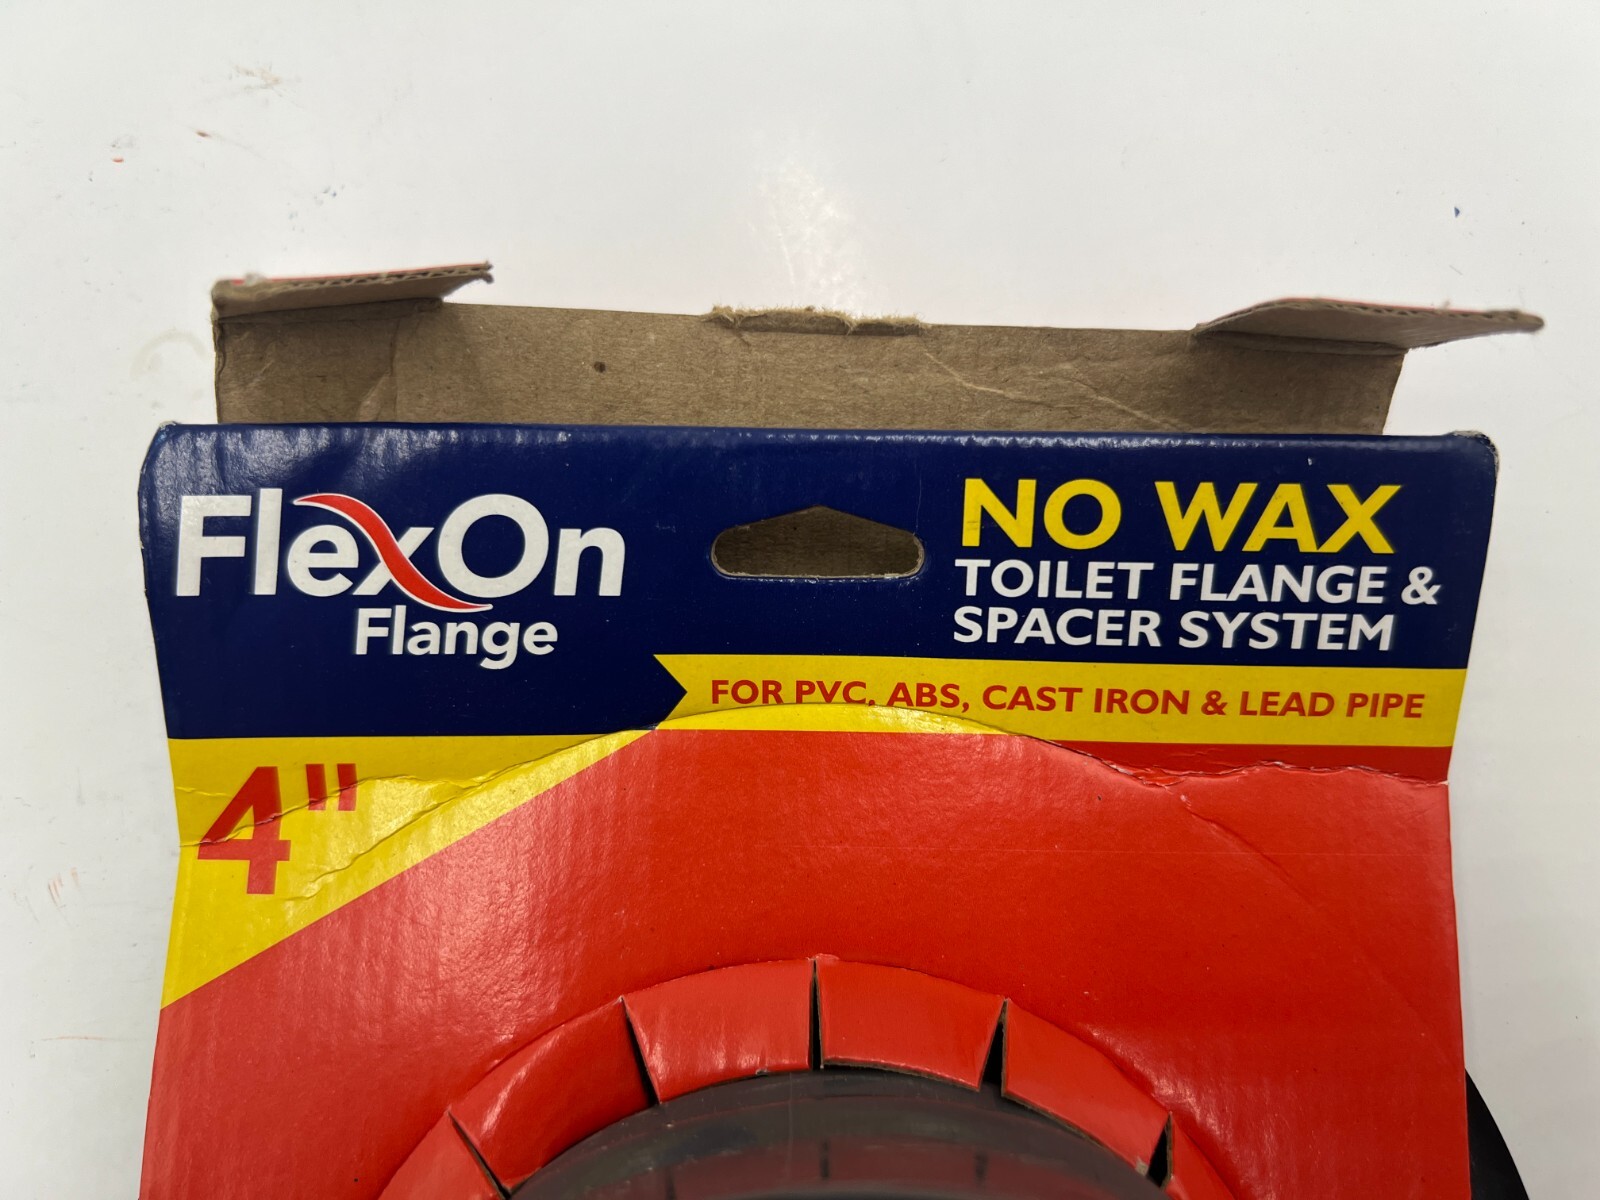 FlexOn
Flange
NO WAX
TOILET FLANGE &
SPACER SYSTEM
FOR PVC, ABS, CAST IRON & LEAD PIPE
4"